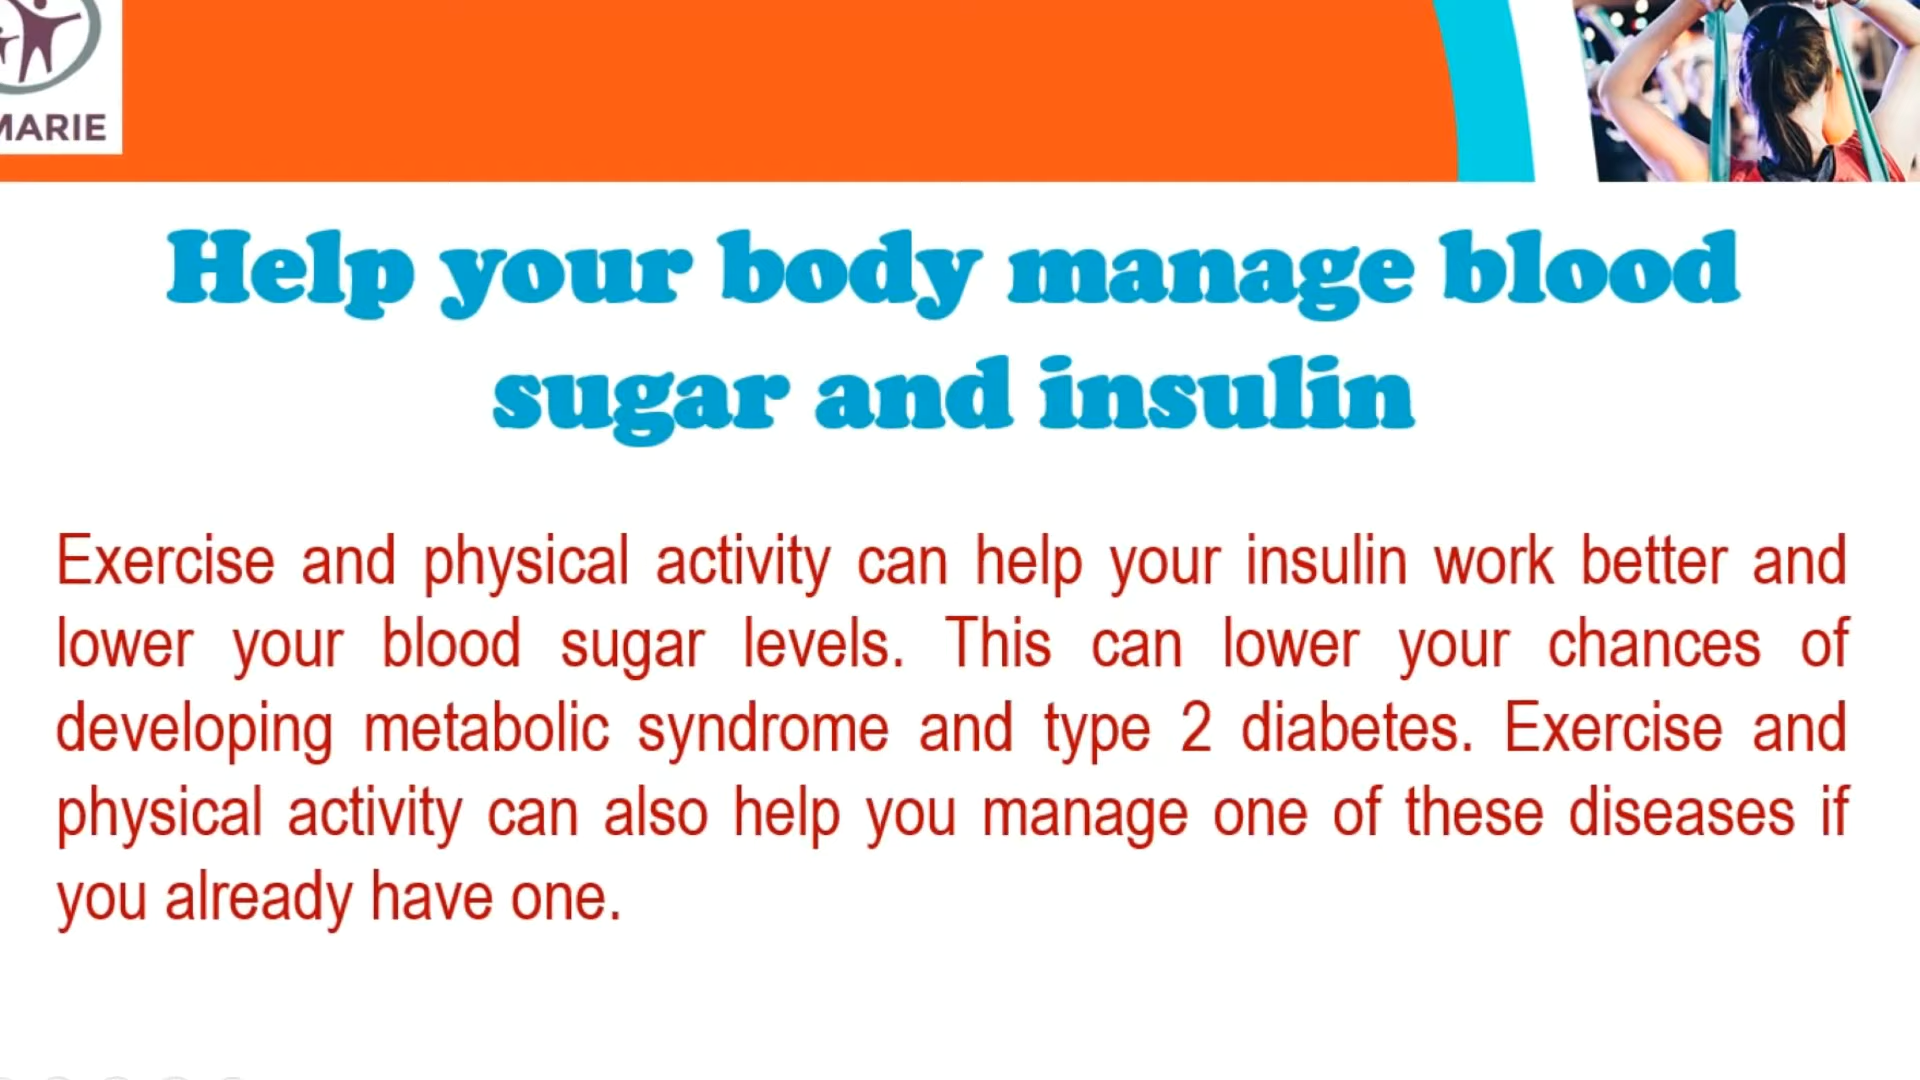 MARIE
Help your body manage blood
sugar and insulin
Exercise and physical activity can help your insulin work better and
lower your blood sugar levels. This can lower your chances of
developing metabolic syndrome and type 2 diabetes. Exercise and
physical activity can also help you manage one of these diseases if
you already have one.